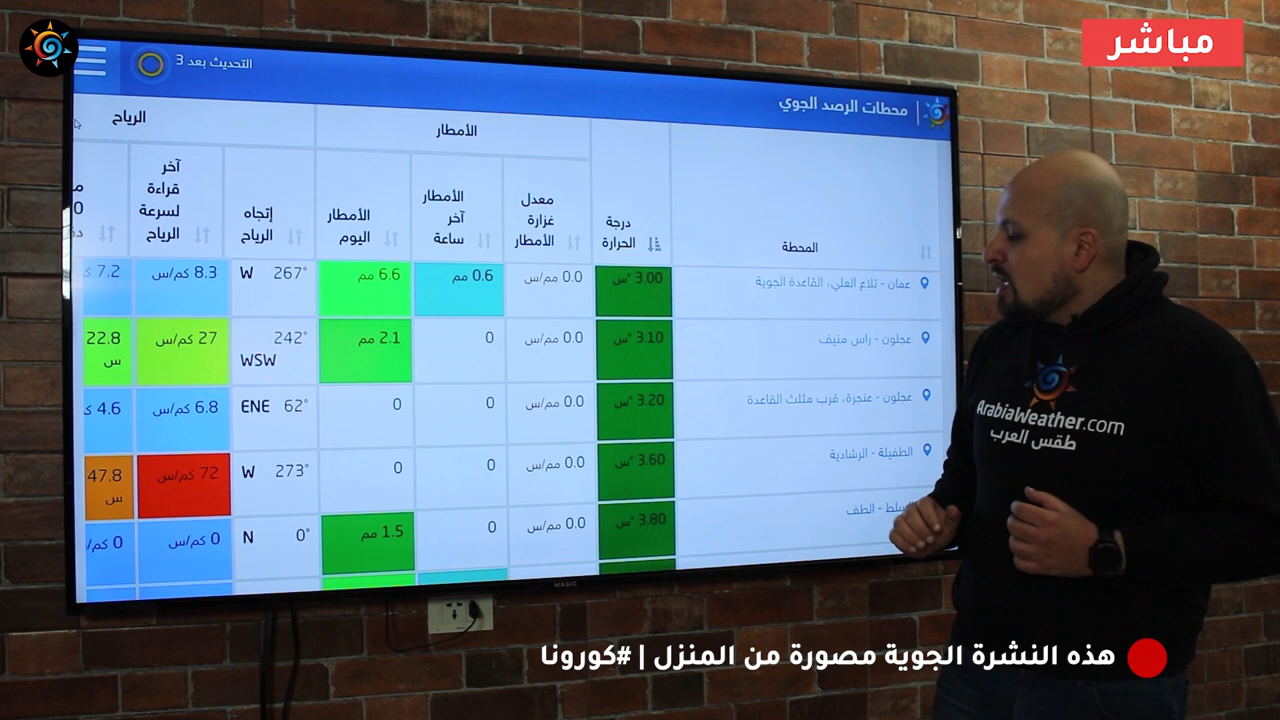 مباشر
التحديث بعد 3
محطات الرصد الجوي
الرياح
الأمطار
آخر
قراءة
لسرعة
الرياح
إتجاه
الرياح
الأمطار
اليوم
الأمطار
آخر
ساعة
معدل
غزارة
الأمطار
درجة
الحرارة
المحطة
7.2 8.3 كم/س W 267° 6.6 مم 0.6 مم 0.0 مم/س 3.00 °س عمان - تلاع العلي، القاعدة الجوية
22.8 27 كم/س 242° 2.1 مم 0 0.0 مم/س 3.10 °س عجلون - راس منيف
س WSW
4.6 6.8 كم/س ENE 62° 0 0 0.0 مم/س 3.20 °س عجلون - عنجرة، قرب مثلث القاعدة
47.8 72 كم/س W 273° 0 0 0.0 مم/س 3.60 °س الطفيلة - الرشادية
س
0 كم/ 0 كم/س N 0° 1.5 مم 0 0.0 مم/س 3.80 °س السلط - الطف
MAGIC
ArabiaWeather.com
طقس العرب
هذه النشرة الجوية مصورة من المنزل | #كورونا